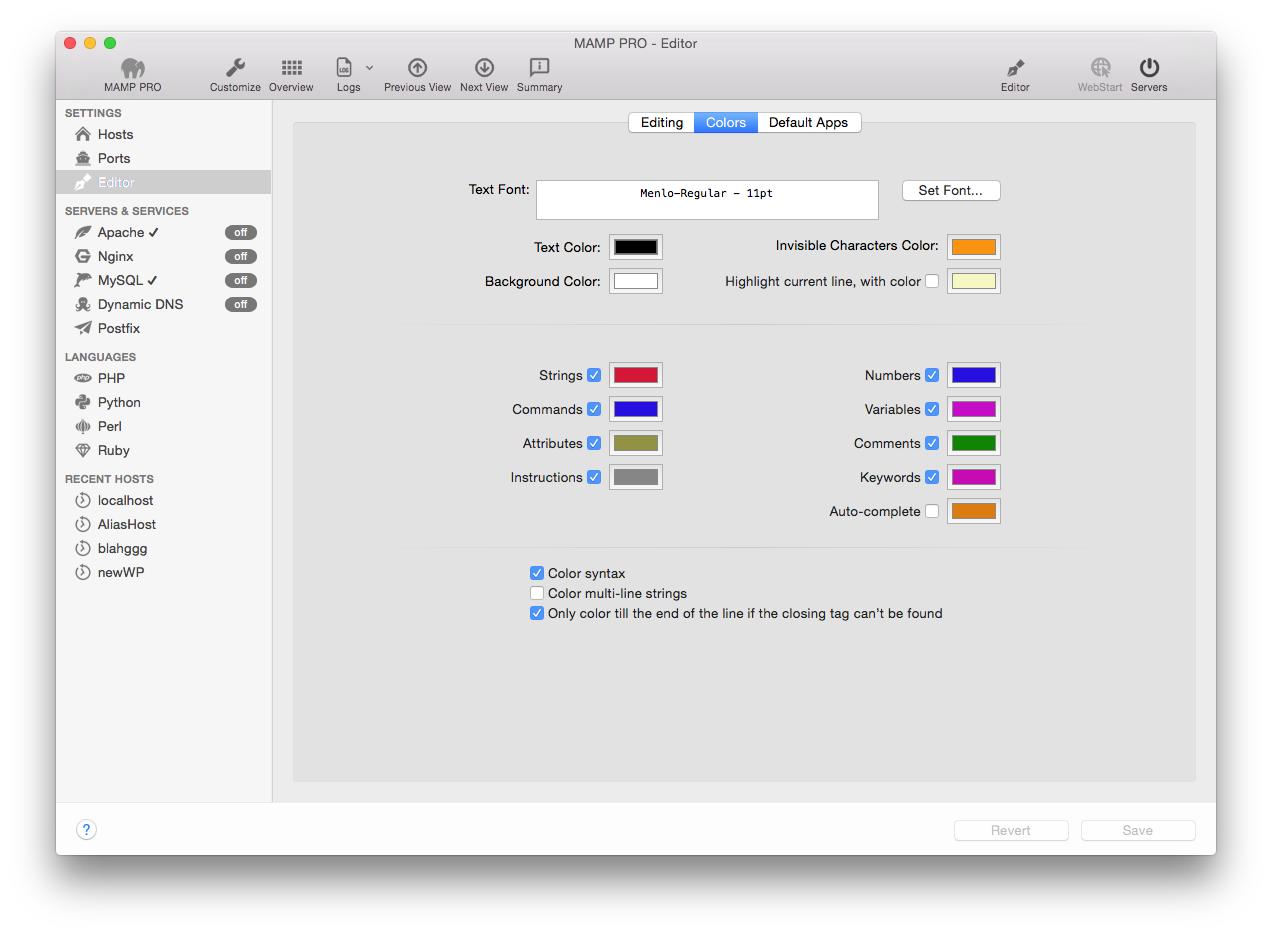 MAMP PRO - Editor
MAMP PRO
Customize
Overview
LOG
Logs
Previous View
Next View
Summary
Editor
WebStart
Servers
SETTINGS
Hosts
Ports
Editor
SERVERS & SERVICES
Apache ✓ off
Nginx off
MySQL ✓ off
Dynamic DNS off
Postfix
LANGUAGES
php PHP
Python
Perl
Ruby
RECENT HOSTS
localhost
AliasHost
blahggg
newWP
Editing Colors Default Apps
Text Font: Menlo-Regular - 11pt Set Font...
Text Color: Invisible Characters Color:
Background Color: Highlight current line, with color
Strings Numbers
Commands Variables
Attributes Comments
Instructions Keywords
Auto-complete
Color syntax
Color multi-line strings
Only color till the end of the line if the closing tag can't be found
? Revert Save